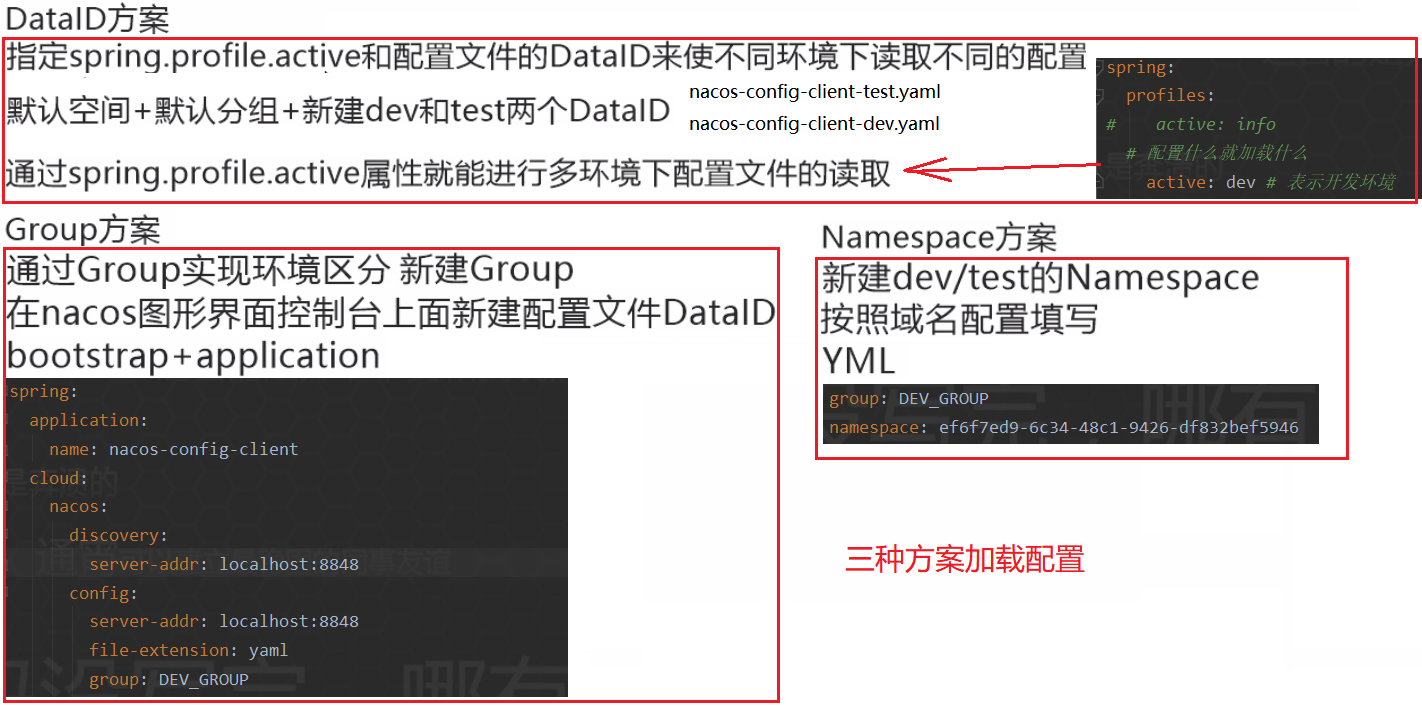 DataID方案
指定spring.profile.active和配置文件的DataID来使不同环境下读取不同的配置
默认空间+默认分组+新建dev和test两个DataID
nacos-config-client-test.yaml
nacos-config-client-dev.yaml
通过spring.profile.active属性就能进行多环境下配置文件的读取
spring:
profiles:
# active: info
# 配置什么就加载什么
active: dev # 表示开发环境
Group方案
通过Group实现环境区分 新建Group
在nacos图形界面控制台上面新建配置文件DataID
bootstrap+application
spring:
application:
name: nacos-config-client
cloud:
nacos:
discovery:
server-addr: localhost:8848
config:
server-addr: localhost:8848
file-extension: yaml
group: DEV_GROUP
Namespace方案
新建dev/test的Namespace
按照域名配置填写
YML
group: DEV_GROUP
namespace: ef6f7ed9-6c34-48c1-9426-df832bef5946
三种方案加载配置